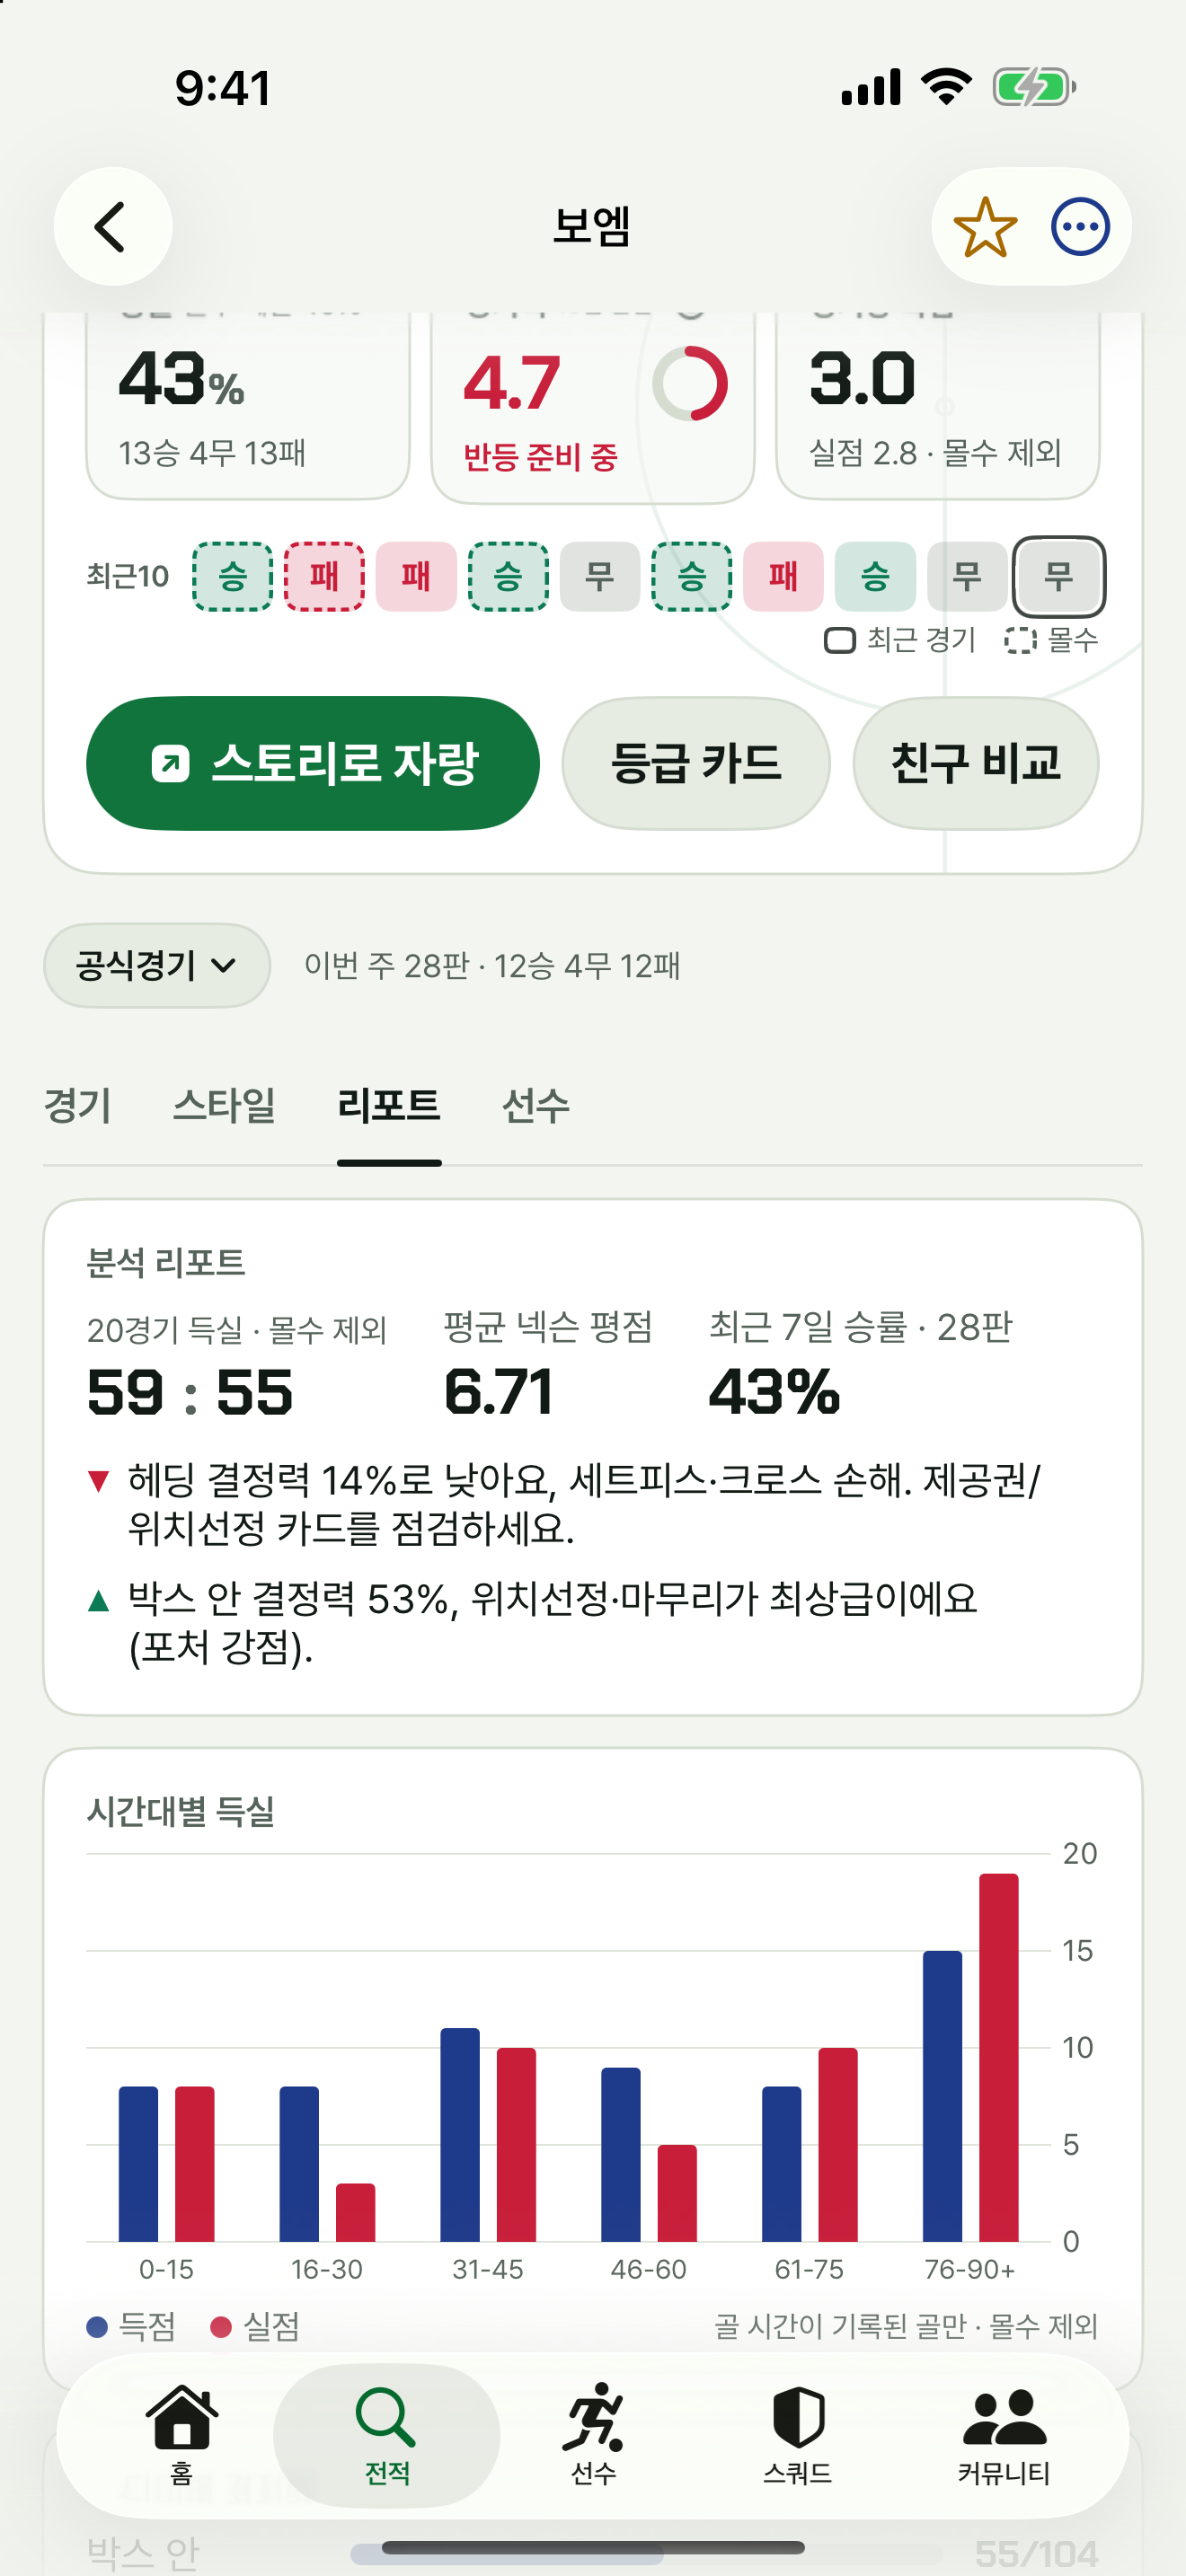 9:41
보엠
43%
4.7
3.0
13승 4무 13패
반등 준비 중
실점 2.8 · 몰수 제외
최근10 승 패 패 승 무 승 패 승 무 무
최근 경기 몰수
스토리로 자랑
등급 카드
친구 비교
공식경기
이번 주 28판 · 12승 4무 12패
경기 스타일 리포트 선수
분석 리포트
20경기 득실 · 몰수 제외
평균 넥슨 평점
최근 7일 승률 · 28판
59 : 55
6.71
43%
▼ 헤딩 결정력 14%로 낮아요, 세트피스·크로스 손해. 제공권/
위치선정 카드를 점검하세요.
▲ 박스 안 결정력 53%, 위치선정·마무리가 최상급이에요
(포처 강점).
시간대별 득실
20
15
10
5
0
0-15 16-30 31-45 46-60 61-75 76-90+
득점 실점
골 시간이 기록된 골만 · 몰수 제외
홈 전적 선수 스쿼드 커뮤니티
박스 안
55/104